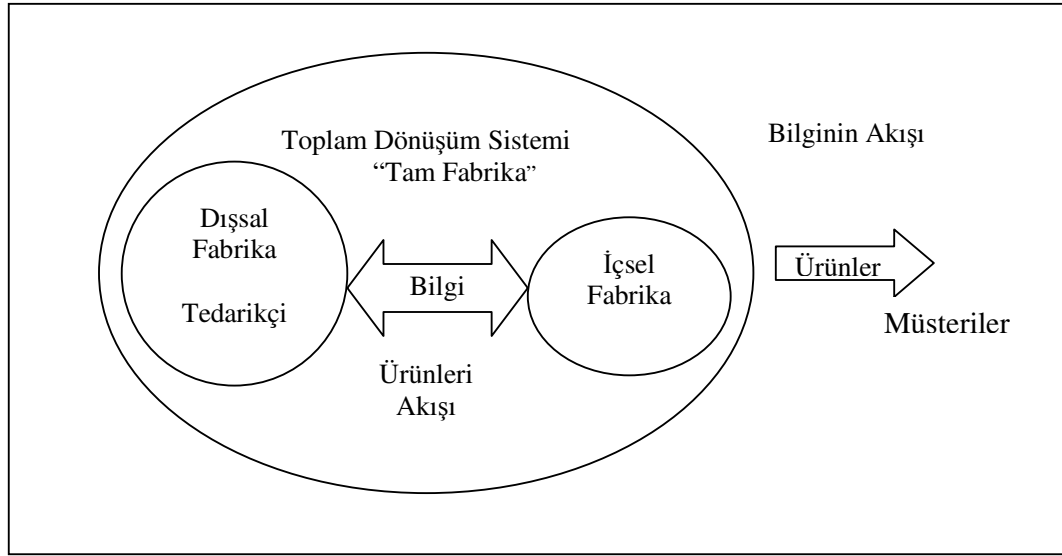 Toplam Dönüşüm Sistemi
“Tam Fabrika”
Bilginin Akışı
Dışsal
Fabrika
Tedarikçi
Bilgi
Ürünleri
Akışı
İçsel
Fabrika
Ürünler
Müsteriler